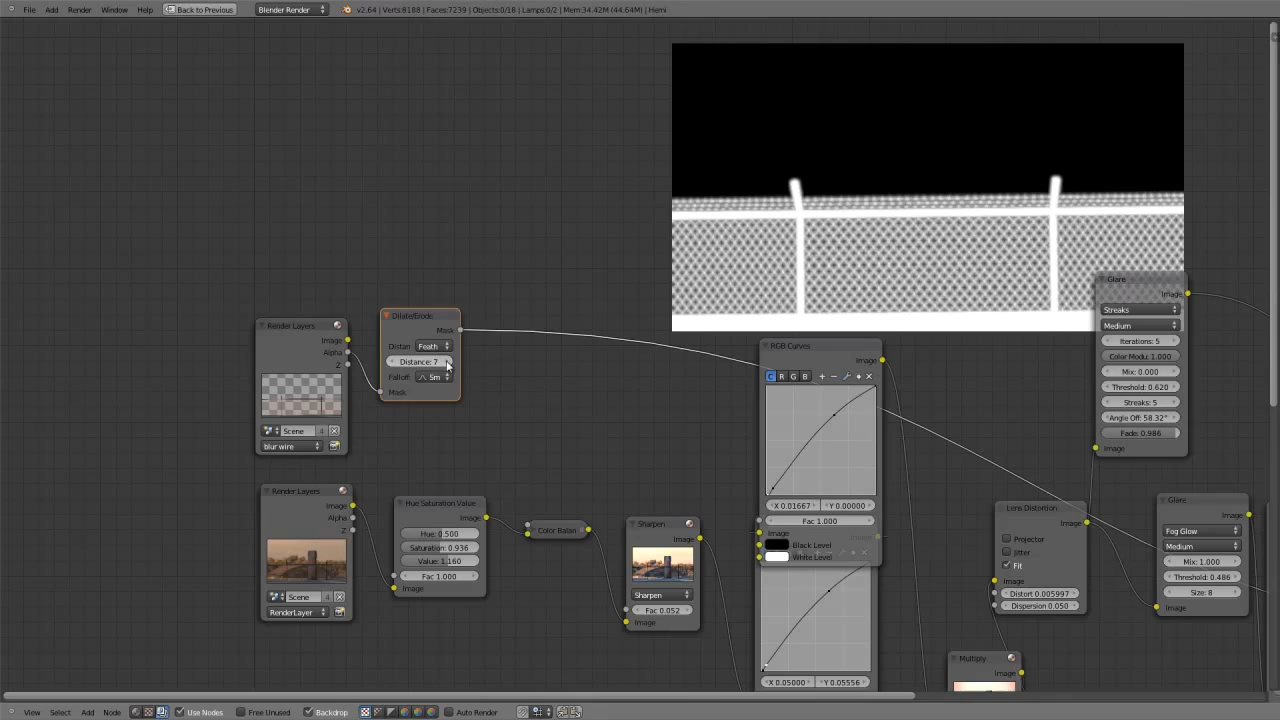 File Add Render Window Help Back to Previous Blender Render v2.64 | Verts:8188 | Faces:7239 | Objects:0/18 | Lamps:0/2 | Mem:34.42M (44.64M) | Hemi
Render Layers
Image
Alpha
Z
Scene 4
blur wire
Dilate/Erode
Mask
Distan Feath
Distance: 7
Falloff: Sm
Mask
Render Layers
Image
Alpha
Z
Scene 4
RenderLayer
Hue Saturation Value
Image
Hue: 0.500
Saturation: 0.936
Value: 1.160
Fac 1.000
Image
Color Balan
Sharpen
Image
Sharpen
Fac 0.052
Image
RGB Curves
Image
C R G B
X 0.01667 Y 0.00000
Fac 1.000
Image
Black Level
White Level
X 0.05000 Y 0.05556
Glare
Image
Streaks
Medium
Iterations: 5
Color Modu: 1.000
Mix: 0.000
Threshold: 0.620
Streaks: 5
Angle Off: 58.32°
Fade: 0.986
Image
Lens Distortion
Image
Projector
Jitter
Fit
Image
Distort 0.005997
Dispersion 0.050
Glare
Image
Fog Glow
Medium
Mix: 1.000
Threshold: 0.486
Size: 8
Image
Multiply
Image
View Select Add Node Use Nodes Free Unused Backdrop Auto Render